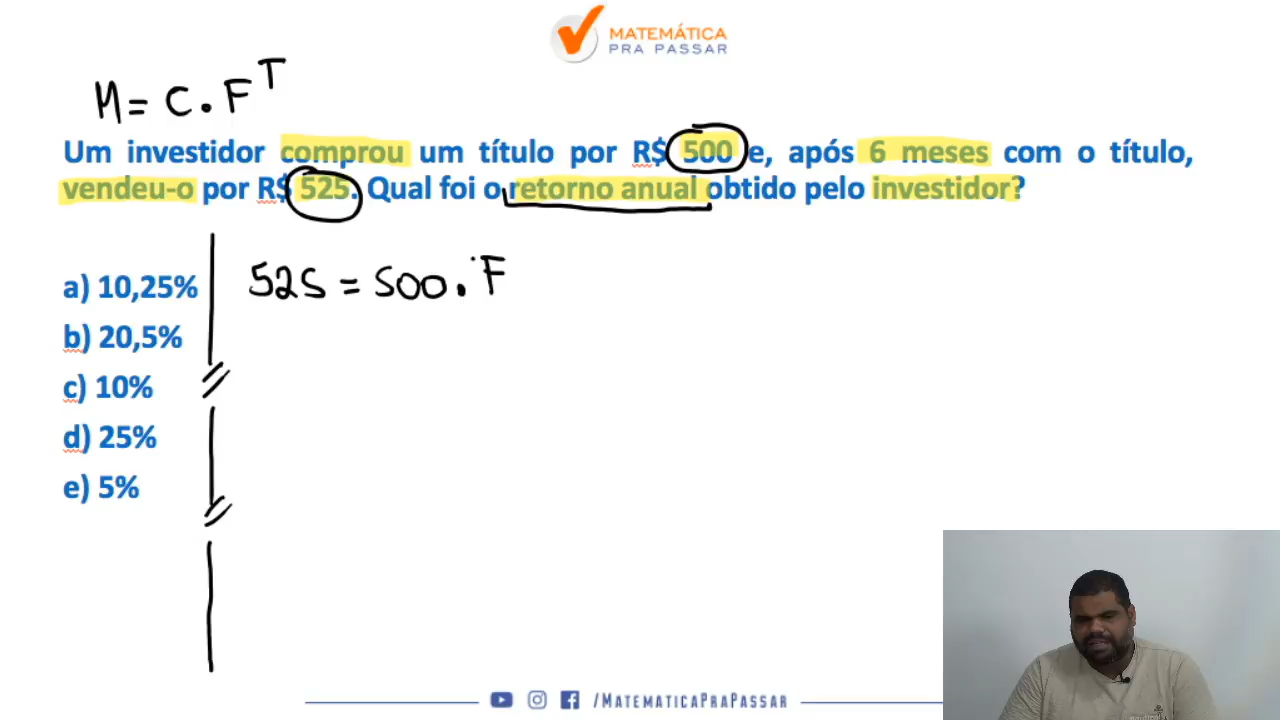 MATEMÁTICA
PRA PASSAR
M = C . F^T
Um investidor comprou um título por R$ 500 e, após 6 meses com o título,
vendeu-o por R$ 525. Qual foi o retorno anual obtido pelo investidor?
525 = 500 . F
a) 10,25%
b) 20,5%
c) 10%
d) 25%
e) 5%
/MATEMATICAPRAPASSAR